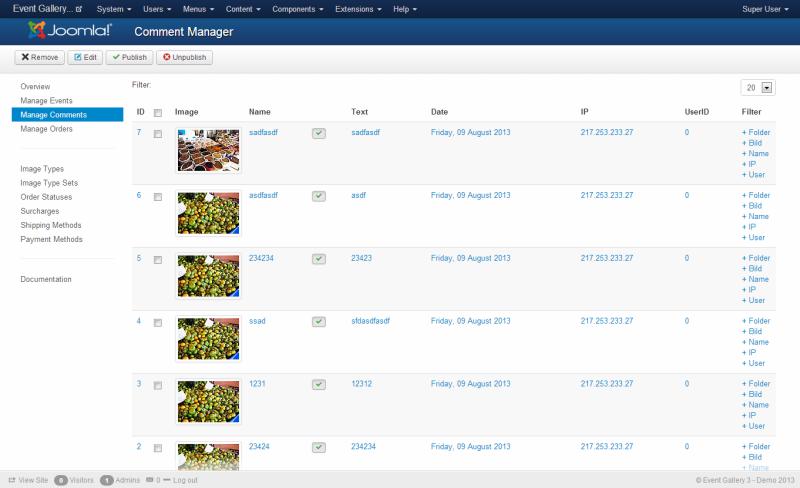 Event Gallery... System Users Menus Content Components Extensions Help Super User
Joomla! Comment Manager
Remove Edit Publish Unpublish
Overview
Manage Events
Manage Comments
Manage Orders
Image Types
Image Type Sets
Order Statuses
Surcharges
Shipping Methods
Payment Methods
Documentation
Filter: 20
ID Image Name Text Date IP UserID Filter
7 sadfasdf sadfasdf Friday, 09 August 2013 217.253.233.27 0 + Folder
+ Bild
+ Name
+ IP
+ User
6 asdfasdf asdf Friday, 09 August 2013 217.253.233.27 0 + Folder
+ Bild
+ Name
+ IP
+ User
5 234234 23423 Friday, 09 August 2013 217.253.233.27 0 + Folder
+ Bild
+ Name
+ IP
+ User
4 ssad sfdasdfasdf Friday, 09 August 2013 217.253.233.27 0 + Folder
+ Bild
+ Name
+ IP
+ User
3 1231 12312 Friday, 09 August 2013 217.253.233.27 0 + Folder
+ Bild
+ Name
+ IP
+ User
2 23424 234234 Friday, 09 August 2013 217.253.233.27 0 + Folder
+ Bild
+ Name
View Site 0 Visitors 1 Admins 0 Log out © Event Gallery 3 - Demo 2013